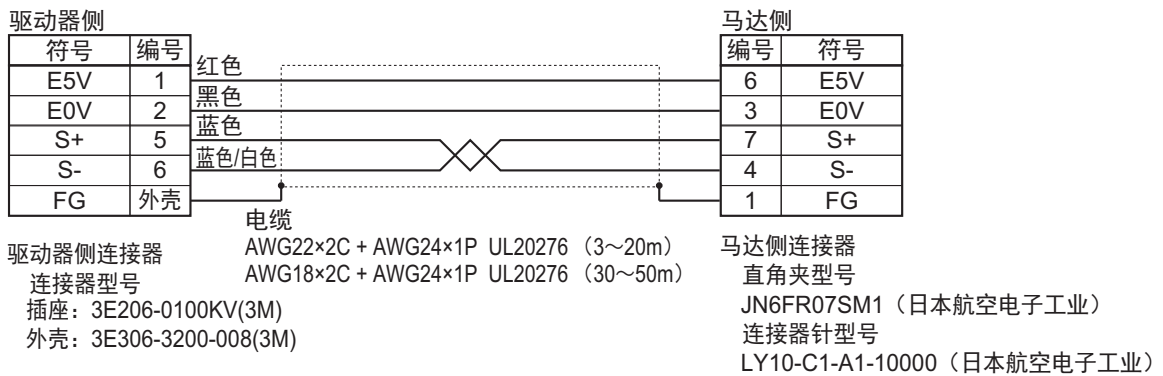 驱动器侧
马达侧
符号 编号
编号 符号
红色
E5V 1
6 E5V
黑色
E0V 2
3 E0V
蓝色
S+ 5
7 S+
蓝色/白色
S- 6
4 S-
FG 外壳
1 FG
电缆
AWG22×2C + AWG24×1P UL20276 （3～20m）
AWG18×2C + AWG24×1P UL20276 （30～50m）
驱动器侧连接器
连接器型号
插座：3E206-0100KV(3M)
外壳：3E306-3200-008(3M)
马达侧连接器
直角夹型号
JN6FR07SM1（日本航空电子工业）
连接器针型号
LY10-C1-A1-10000（日本航空电子工业）